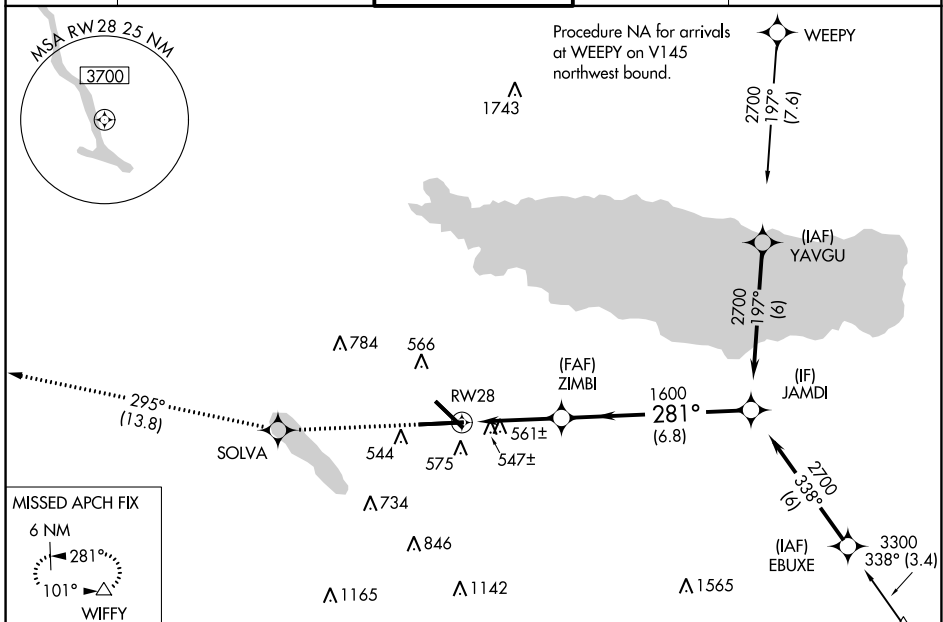 MSA RW28 25 NM
3700
Procedure NA for arrivals
at WEEPY on V145
northwest bound.
WEEPY
1743
2700
197°
(7.6)
(IAF)
YAVGU
2700
197°
(6)
784
566
(FAF)
ZIMBI
(IF)
JAMDI
RW28
1600
281°
(6.8)
295°
(13.8)
SOLVA
544
575
561±
547±
2700
338°
(6)
734
846
(IAF)
EBUXE
3300
338° (3.4)
1165
1142
1565
MISSED APCH FIX
6 NM
281°
101°
WIFFY